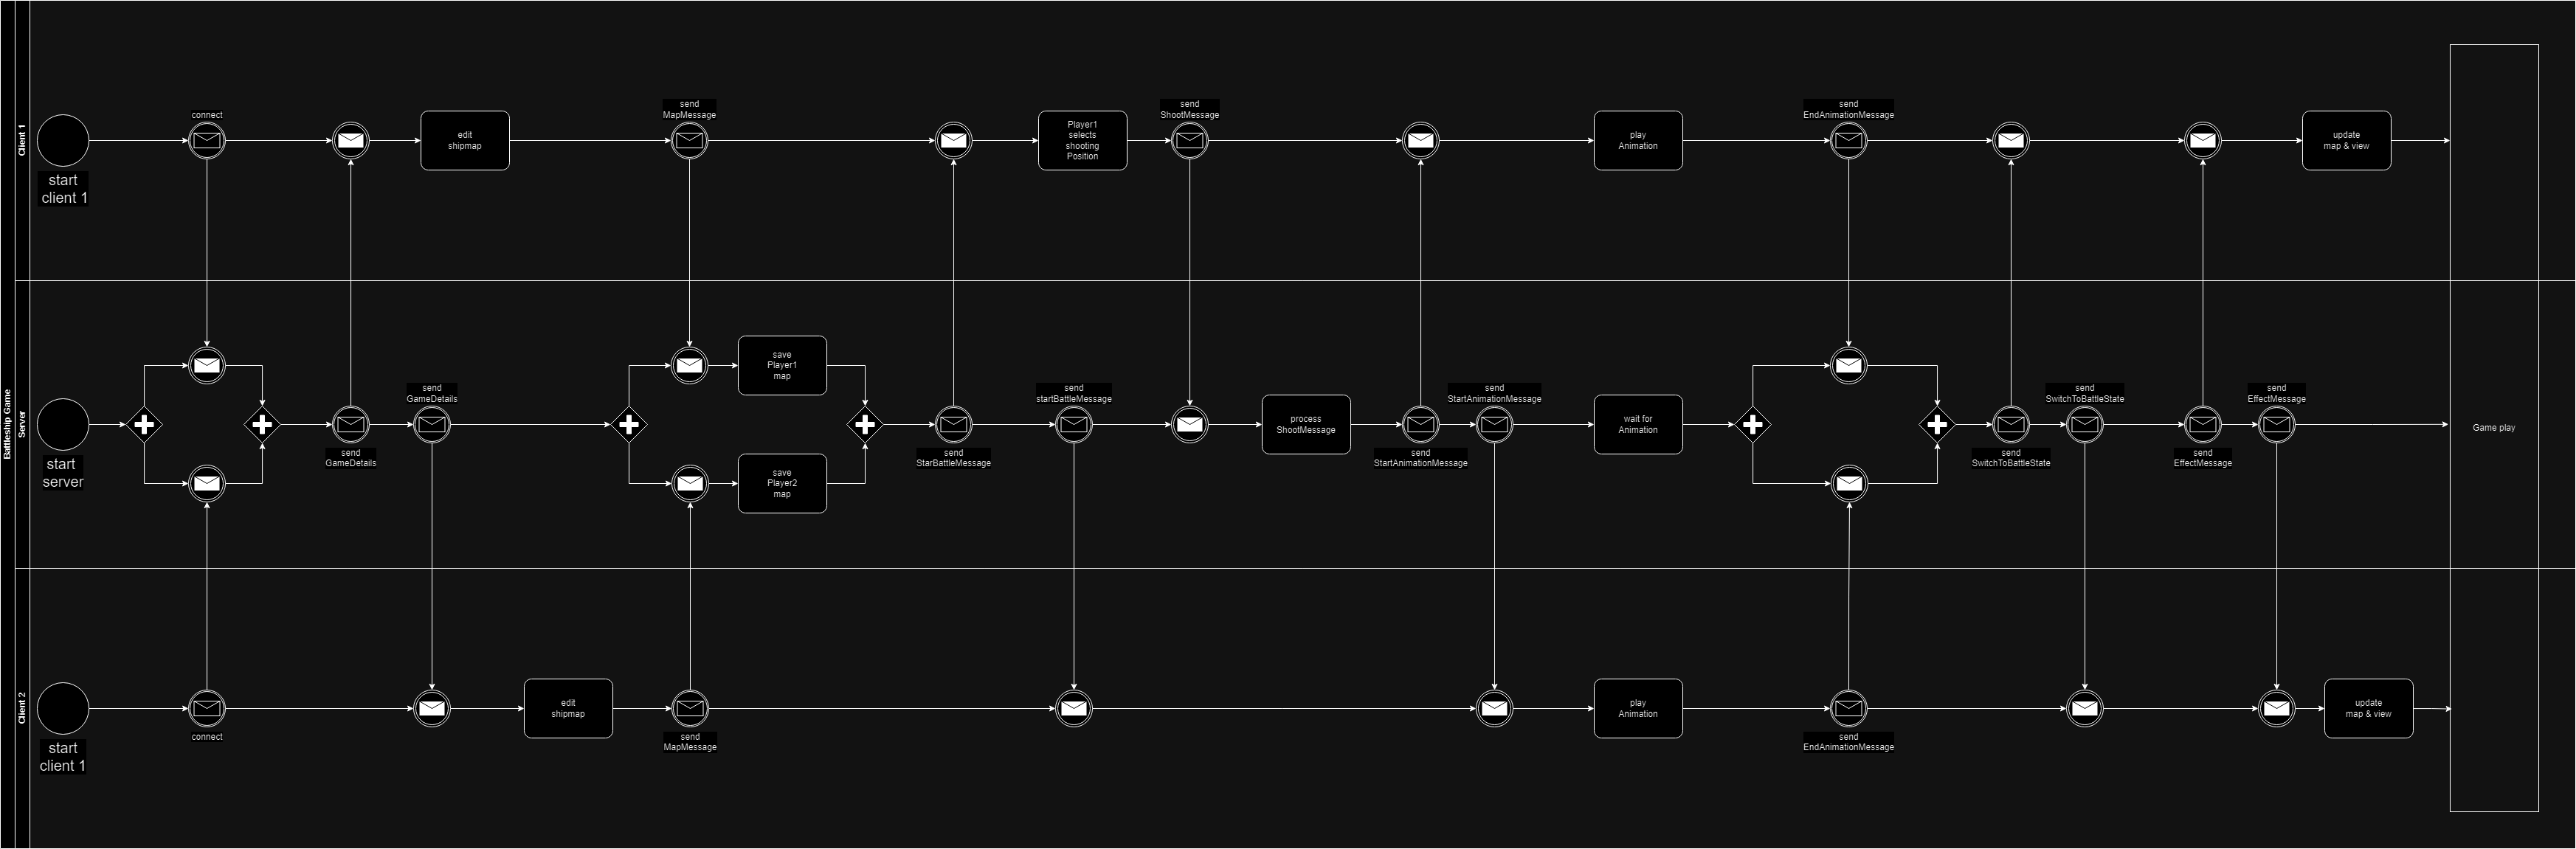 Battleship Game
Client 1
start
client 1
connect
edit
shipmap
send
MapMessage
Player1
selects
shooting
Position
send
ShootMessage
play
Animation
send
EndAnimationMessage
update
map & view
Server
start
server
send
GameDetails
send
GameDetails
save
Player1
map
save
Player2
map
send
StarBattleMessage
send
startBattleMessage
process
ShootMessage
send
StartAnimationMessage
send
StartAnimationMessage
wait for
Animation
send
SwitchToBattleState
send
SwitchToBattleState
send
EffectMessage
send
EffectMessage
Game play
Client 2
start
client 1
connect
edit
shipmap
send
MapMessage
play
Animation
send
EndAnimationMessage
update
map & view